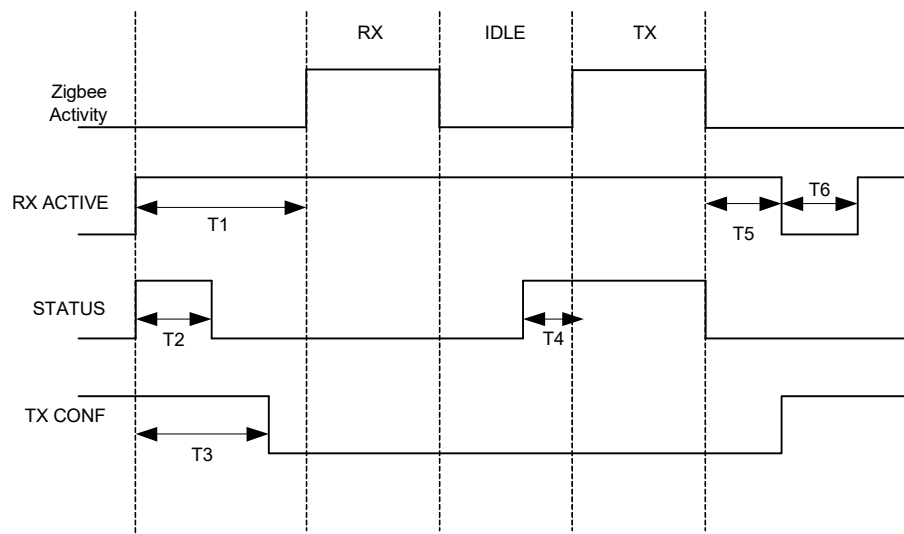 RX
IDLE
TX
Zigbee
Activity
RX ACTIVE
T1
T5
T6
STATUS
T2
T4
TX CONF
T3